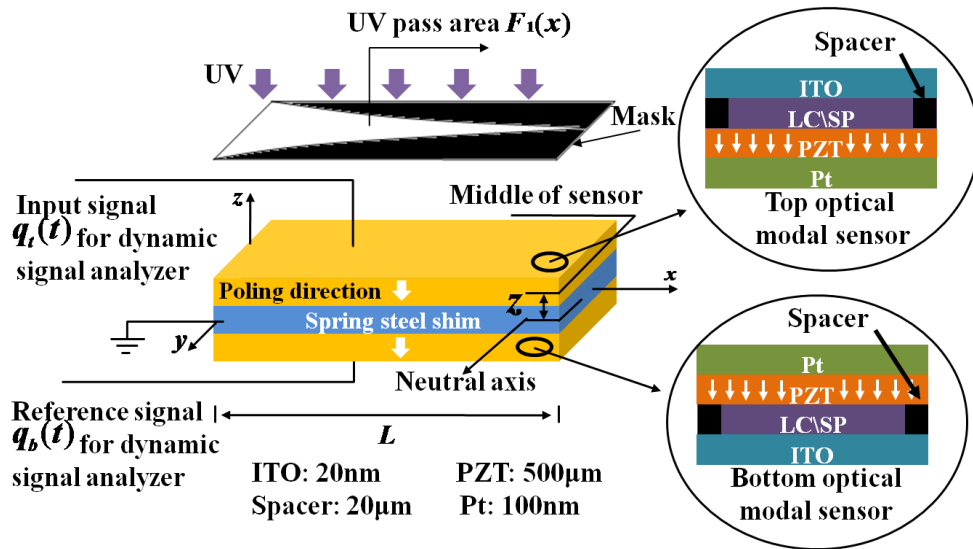 UV pass area F₁(x)
UV
Mask
Input signal
qₜ(t) for dynamic
signal analyzer
z
Middle of sensor
Poling direction
Spring steel shim
x
y
Neutral axis
Reference signal
q_b(t) for dynamic
signal analyzer
L
ITO: 20nm
PZT: 500μm
Spacer: 20μm
Pt: 100nm
Spacer
ITO
LC\SP
PZT
Pt
Top optical
modal sensor
Spacer
Pt
PZT
LC\SP
ITO
Bottom optical
modal sensor